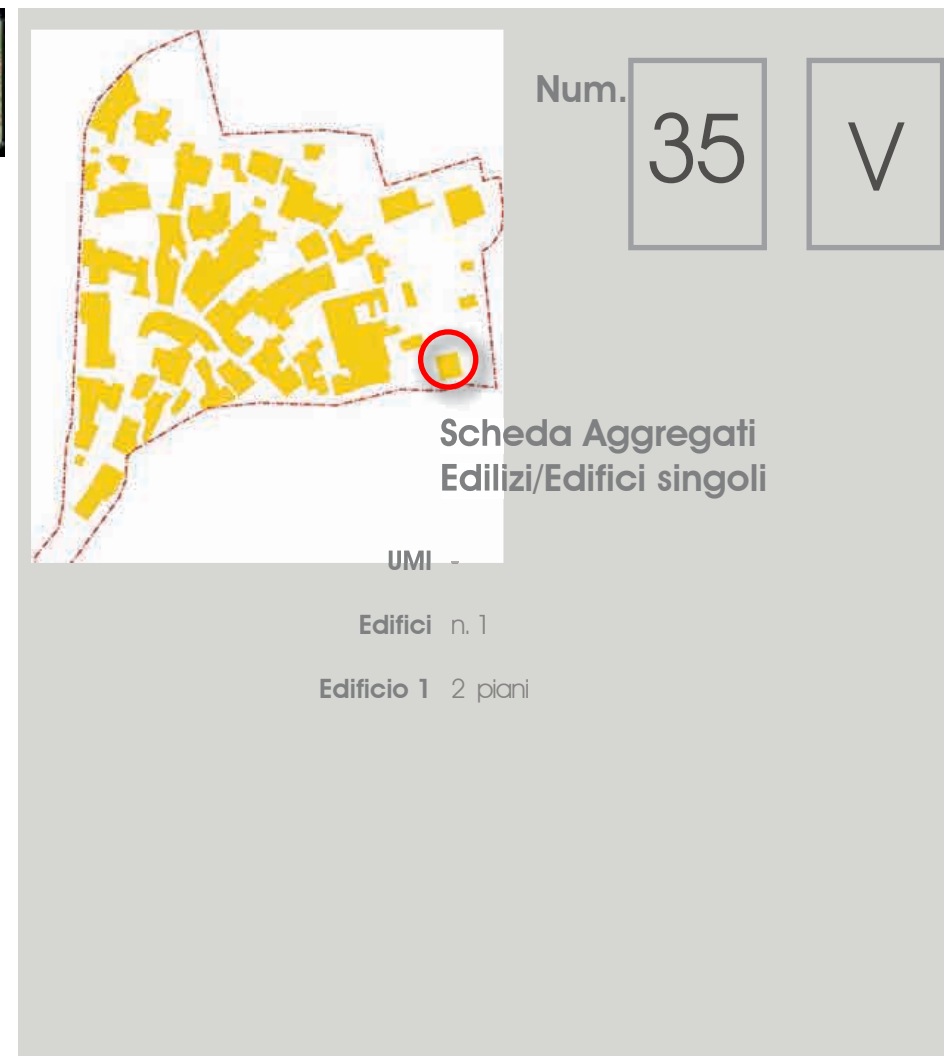 Num. 35 V
Scheda Aggregati
Edilizi/Edifici singoli
UMI -
Edifici n. 1
Edificio 1 2 piani